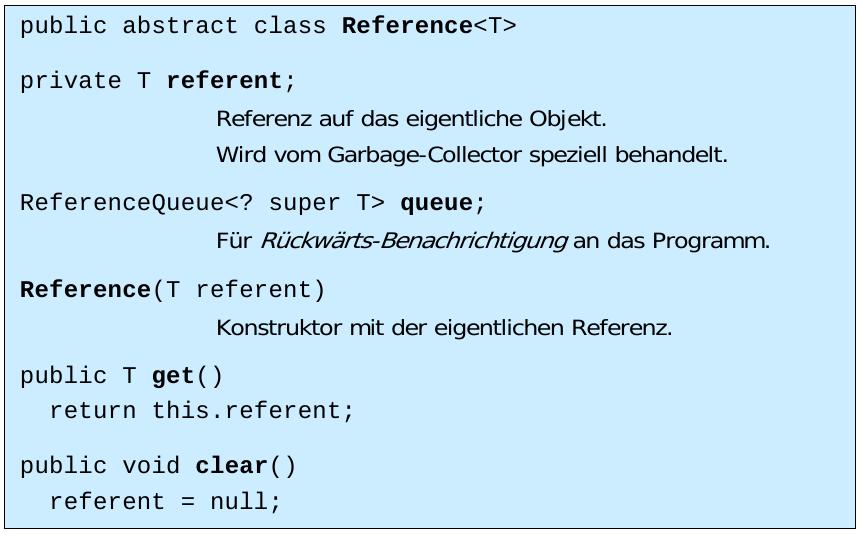 public abstract class Reference<T>
private T referent;
Referenz auf das eigentliche Objekt.
Wird vom Garbage-Collector speziell behandelt.
ReferenceQueue<? super T> queue;
Für Rückwärts-Benachrichtigung an das Programm.
Reference(T referent)
Konstruktor mit der eigentlichen Referenz.
public T get()
return this.referent;
public void clear()
referent = null;